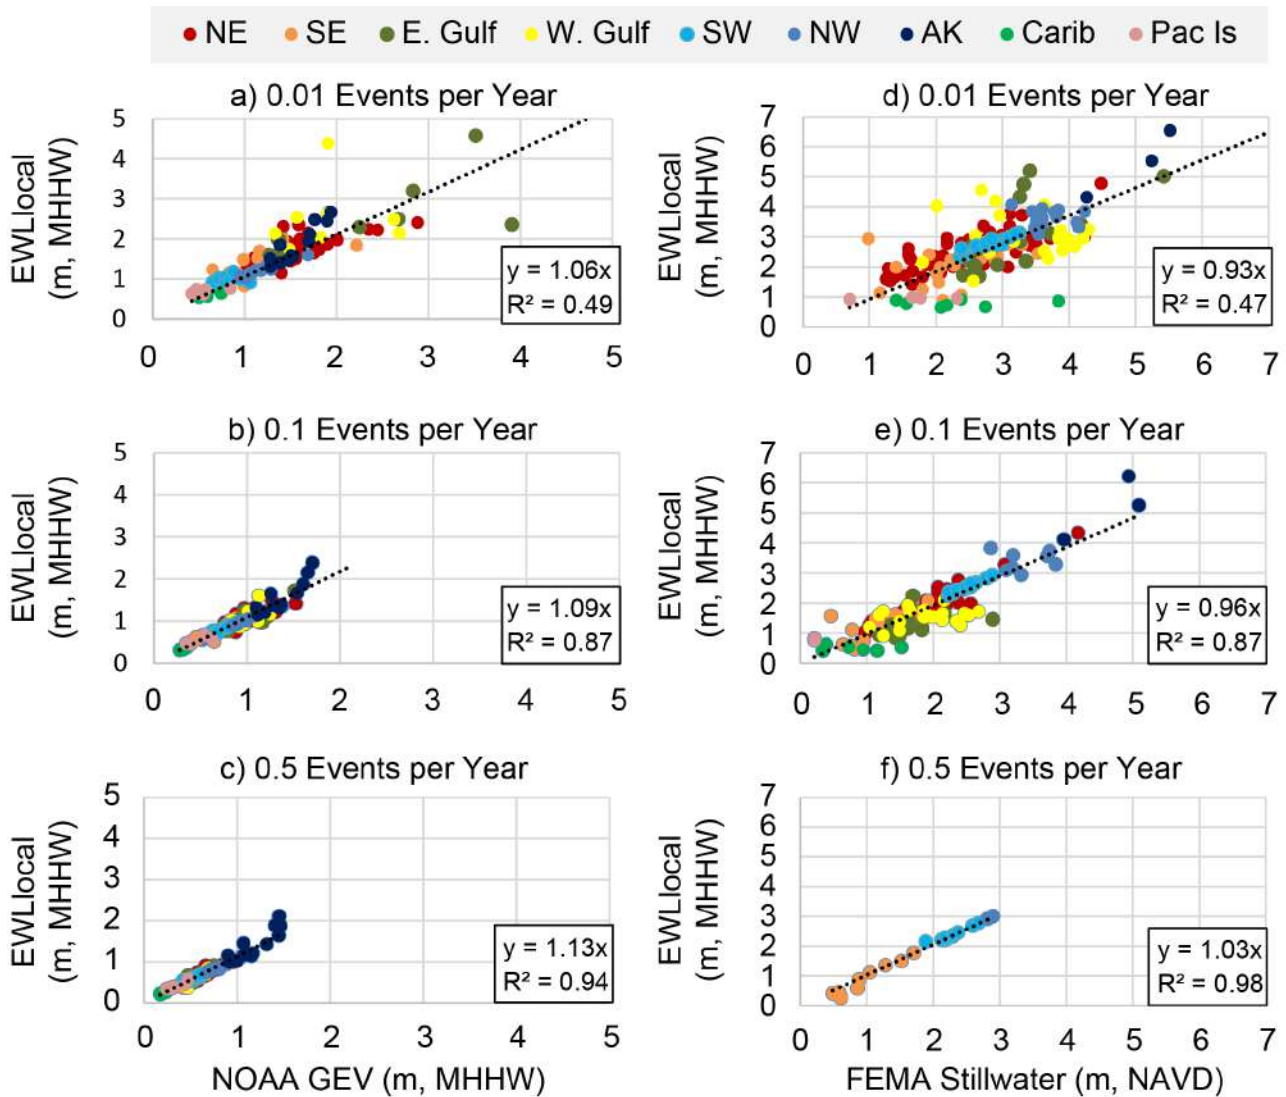 NE SE E. Gulf W. Gulf SW NW AK Carib Pac Is
a) 0.01 Events per Year
EWLlocal
(m, MHHW)
5
4
3
2
1
0
y = 1.06x
R² = 0.49
0 1 2 3 4 5
d) 0.01 Events per Year
EWLlocal
(m, MHHW)
7
6
5
4
3
2
1
0
y = 0.93x
R² = 0.47
0 1 2 3 4 5 6 7
b) 0.1 Events per Year
EWLlocal
(m, MHHW)
5
4
3
2
1
0
y = 1.09x
R² = 0.87
0 1 2 3 4 5
e) 0.1 Events per Year
EWLlocal
(m, MHHW)
7
6
5
4
3
2
1
0
y = 0.96x
R² = 0.87
0 1 2 3 4 5 6 7
c) 0.5 Events per Year
EWLlocal
(m, MHHW)
5
4
3
2
1
0
y = 1.13x
R² = 0.94
0 1 2 3 4 5
NOAA GEV (m, MHHW)
f) 0.5 Events per Year
EWLlocal
(m, MHHW)
7
6
5
4
3
2
1
0
y = 1.03x
R² = 0.98
0 1 2 3 4 5 6 7
FEMA Stillwater (m, NAVD)